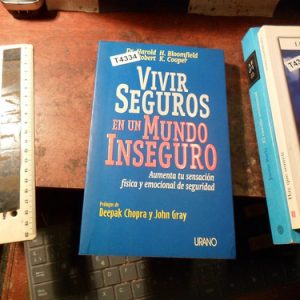 Dr. Harold H. Bloomfield
T4334
Robert K. Cooper
VIVIR
SEGUROS
EN UN MUNDO
INSEGURO
Aumenta tu sensación
física y emocional de seguridad
Prólogos de
Deepak Chopra y John Gray
URANO